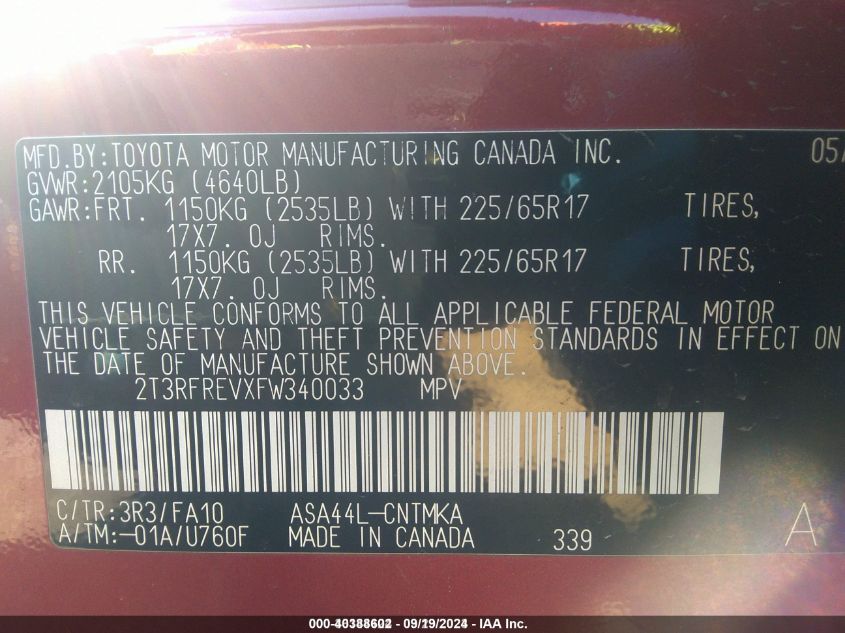 MFD.BY:TOYOTA MOTOR MANUFACTURING CANADA INC. 05/
GVWR:2105KG (4640LB)
GAWR:FRT. 1150KG (2535LB) WITH 225/65R17 TIRES,
17X7. 0J RIMS.
RR. 1150KG (2535LB) WITH 225/65R17 TIRES,
17X7. 0J RIMS.
THIS VEHICLE CONFORMS TO ALL APPLICABLE FEDERAL MOTOR
VEHICLE SAFETY AND THEFT PREVENTION STANDARDS IN EFFECT ON
THE DATE OF MANUFACTURE SHOWN ABOVE.
2T3RFREVXFW340033 MPV
C/TR:3R3/FA10 ASA44L-CNTMKA
A/TM:-01A/U760F MADE IN CANADA 339 A
09/19/2024 - IAA Inc.